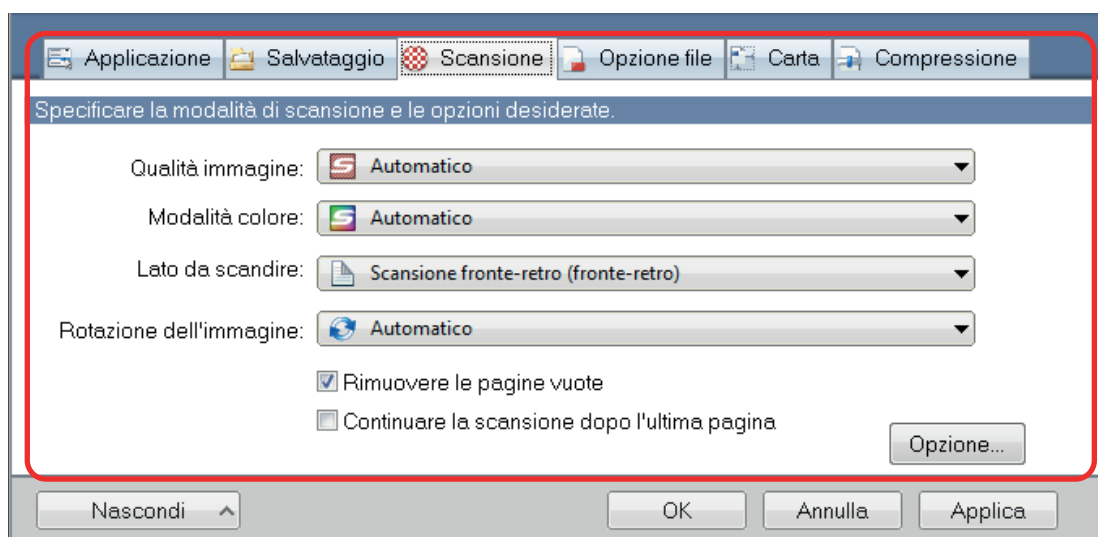 Applicazione Salvataggio Scansione Opzione file Carta Compressione
Specificare la modalità di scansione e le opzioni desiderate.
Qualità immagine: Automatico
Modalità colore: Automatico
Lato da scandire: Scansione fronte-retro (fronte-retro)
Rotazione dell'immagine: Automatico
Rimuovere le pagine vuote
Continuare la scansione dopo l'ultima pagina
Opzione...
Nascondi OK Annulla Applica